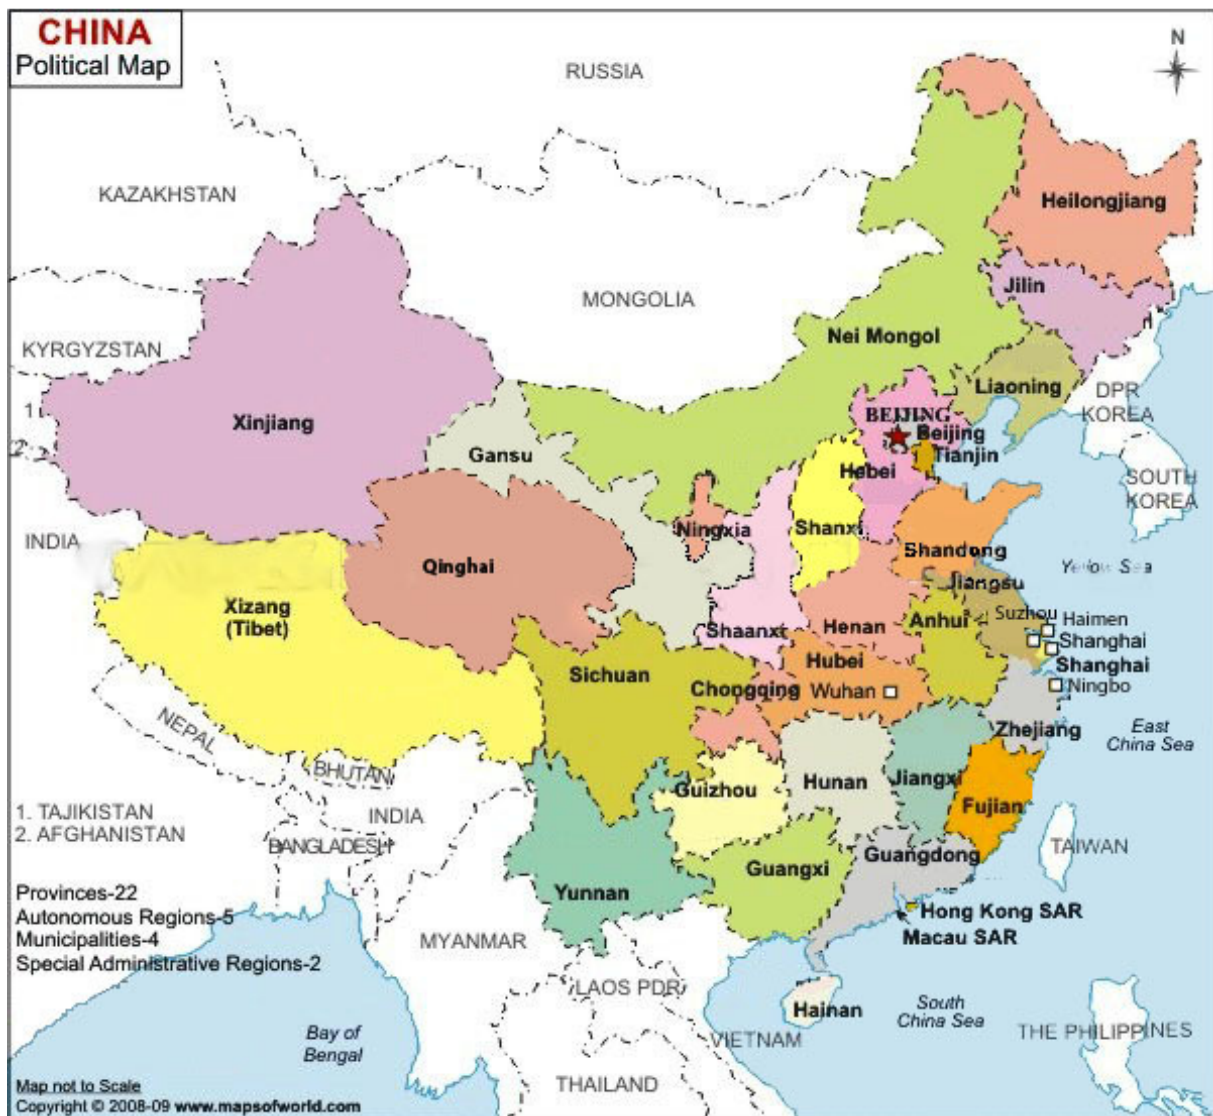 CHINA
Political Map
N
RUSSIA
KAZAKHSTAN
Heilongjiang
MONGOLIA
Jilin
Nei Mongol
KYRGYZSTAN
Liaoning
DPR
KOREA
1
2
Xinjiang
BEIJING
Beijing
Tianjin
Gansu
Hebei
SOUTH
KOREA
Ningxia
Shanxi
INDIA
Qinghai
Shandong
Yellow Sea
Jiangsu
Xizang
(Tibet)
Shaanxi
Henan
Anhui
Suzhou
Haimen
Shanghai
Shanghai
Hubei
Sichuan
Chongqing
Wuhan
Ningbo
NEPAL
Zhejiang
East
China Sea
BHUTAN
Guizhou
Hunan
Jiangxi
Fujian
1. TAJIKISTAN
2. AFGHANISTAN
INDIA
BANGLADESH
TAIWAN
Guangdong
Guangxi
Yunnan
Provinces-22
Autonomous Regions-5
Municipalities-4
Special Administrative Regions-2
Hong Kong SAR
Macau SAR
MYANMAR
LAOS PDR
Hainan
South
China Sea
Bay of
Bengal
VIETNAM
THE PHILIPPINES
THAILAND
Map not to Scale
Copyright © 2008-09 www.mapsofworld.com